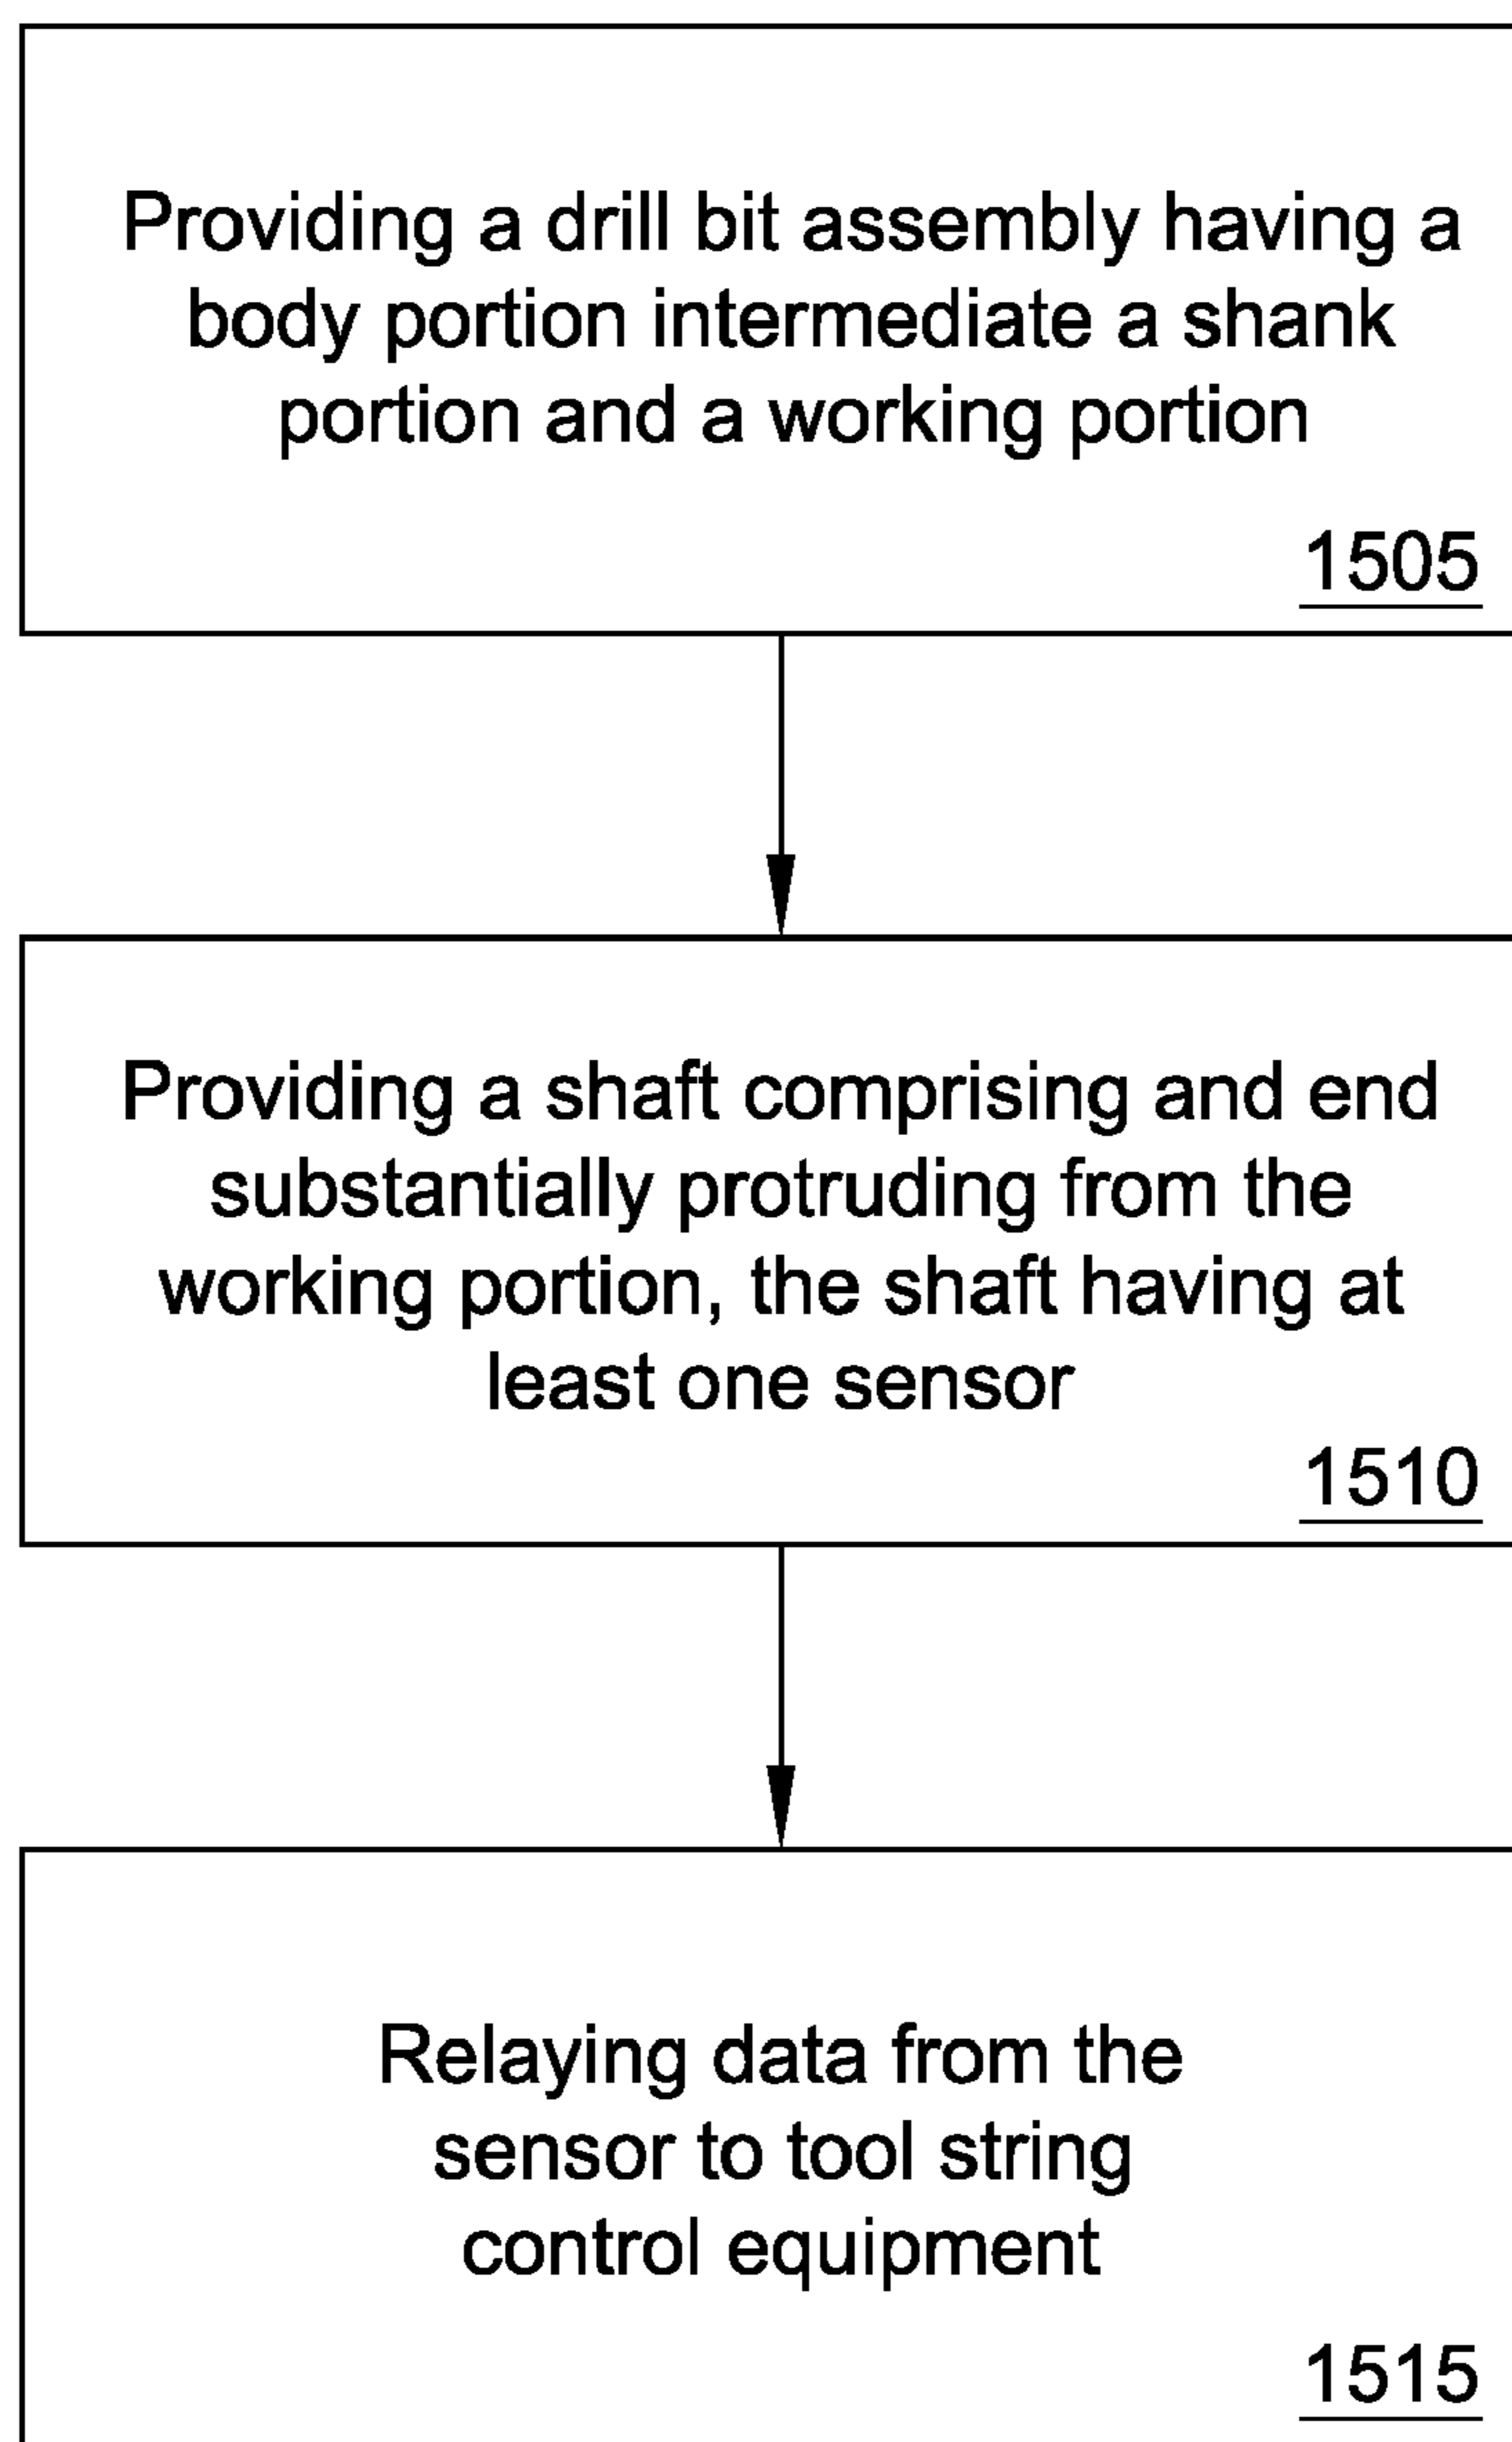 Providing a drill bit assembly having a
body portion intermediate a shank
portion and a working portion
1505
Providing a shaft comprising and end
substantially protruding from the
working portion, the shaft having at
least one sensor
1510
Relaying data from the
sensor to tool string
control equipment
1515